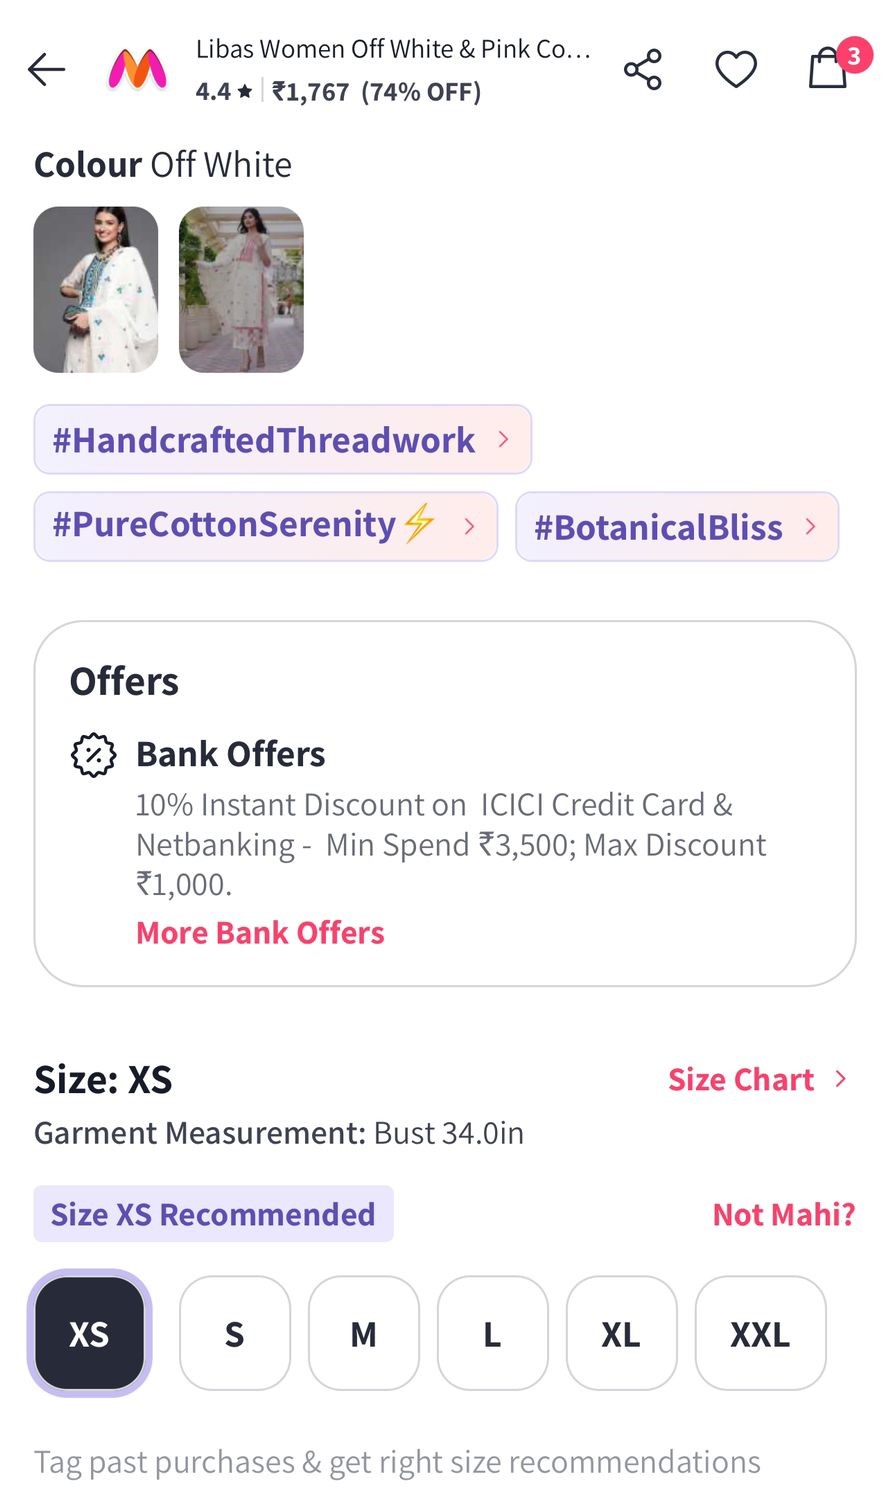 Libas Women Off White & Pink Co...
3
4.4 ★ | ₹1,767 (74% OFF)
Colour Off White
#HandcraftedThreadwork >
#PureCottonSerenity⚡ >
#BotanicalBliss >
Offers
Bank Offers
10% Instant Discount on ICICI Credit Card &
Netbanking - Min Spend ₹3,500; Max Discount
₹1,000.
More Bank Offers
Size: XS
Size Chart >
Garment Measurement: Bust 34.0in
Size XS Recommended
Not Mahi?
XS S M L XL XXL
Tag past purchases & get right size recommendations